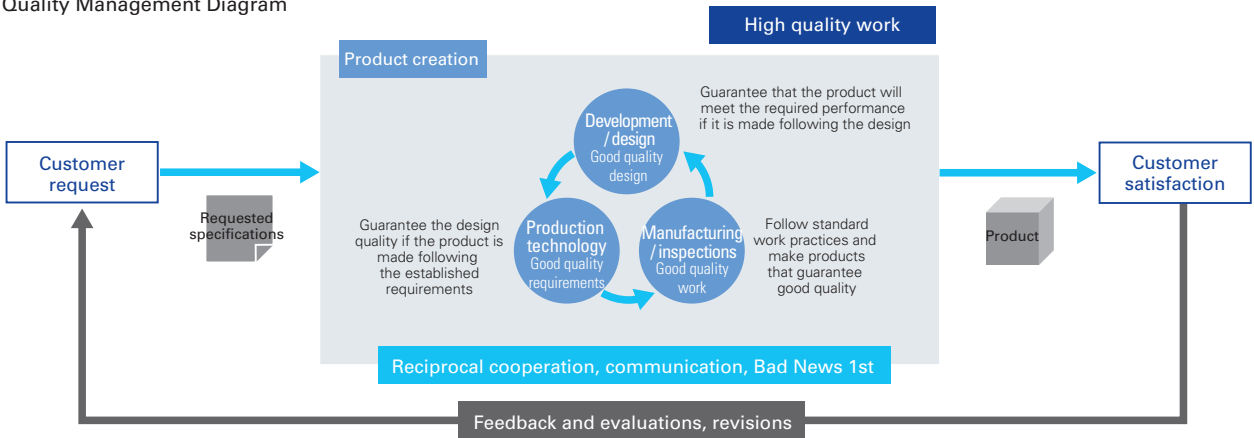 Quality Management Diagram
High quality work
Product creation
Guarantee that the product will
meet the required performance
if it is made following the design
Development
/ design
Good quality
design
Customer
request
Customer
satisfaction
Requested
specifications
Guarantee the design
quality if the product is
made following
the established
requirements
Production
technology
Good quality
requirements
Manufacturing
/ inspections
Good quality
work
Follow standard
work practices and
make products
that guarantee
good quality
Product
Reciprocal cooperation, communication, Bad News 1st
Feedback and evaluations, revisions